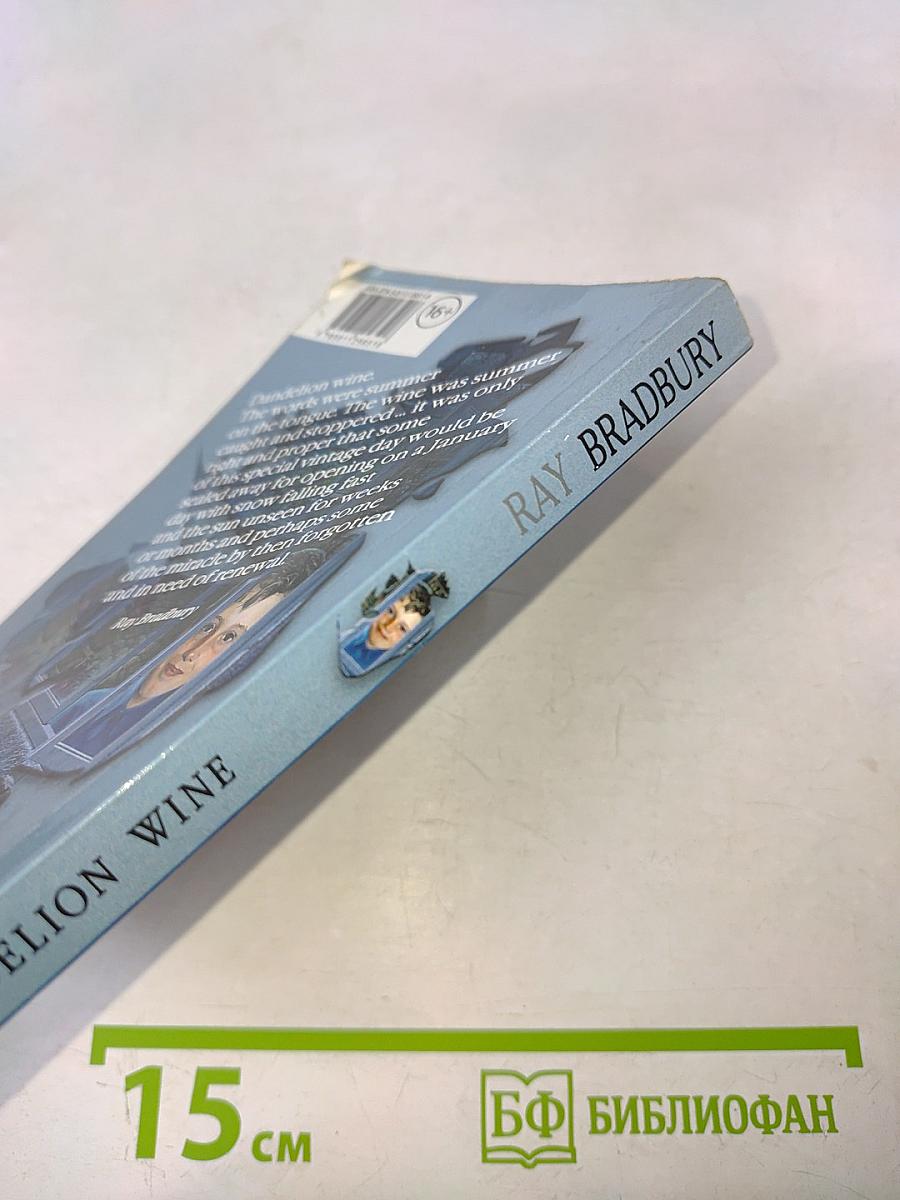 16+
Dandelion wine.
The words were summer
on the tongue. The wine was summer
caught and stoppered ... it was only
right and proper that some
of this special vintage day would be
sealed away for opening on a January
day with snow falling fast
and the sun unseen for weeks
or months and perhaps some
of the miracle by then forgotten
and in need of renewal.
Ray Bradbury
RAY BRADBURY
ELION WINE
15 см
БФ БИБЛИОФАН